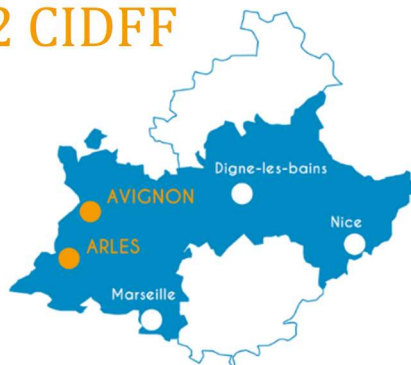 2 CIDFF
Digne-les-bains
AVIGNON
Nice
ARLES
Marseille